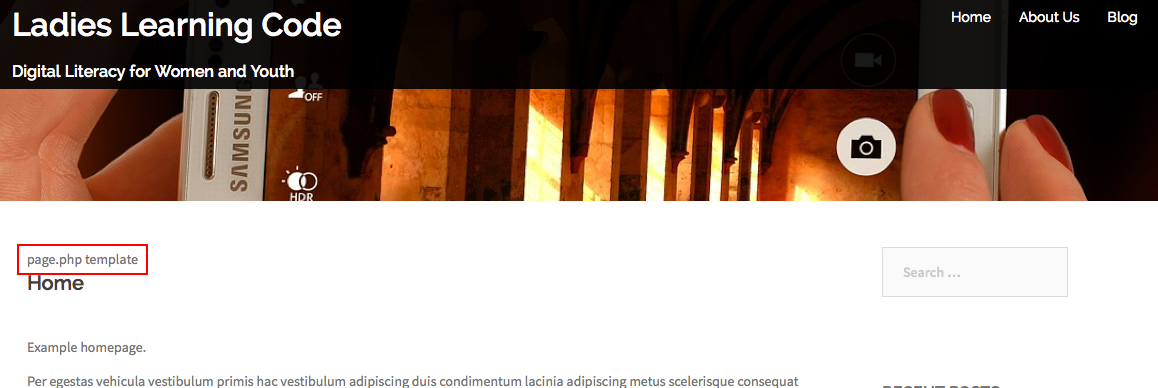 Ladies Learning Code
Home About Us Blog
Digital Literacy for Women and Youth
OFF
SAMSUNG
HDR
page.php template
Home
Search …
Example homepage.
Per egestas vehicula vestibulum primis hac vestibulum adipiscing duis condimentum lacinia adipiscing metus scelerisque consequat
RECENT POSTS